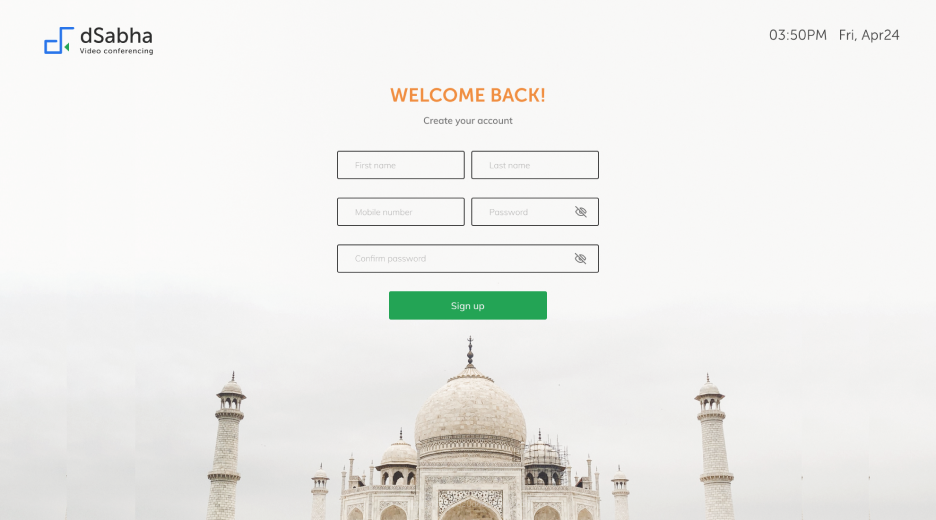 dSabha
Video conferencing
03:50PM Fri, Apr24
WELCOME BACK!
Create your account
First name
Last name
Mobile number
Password
Confirm password
Sign up